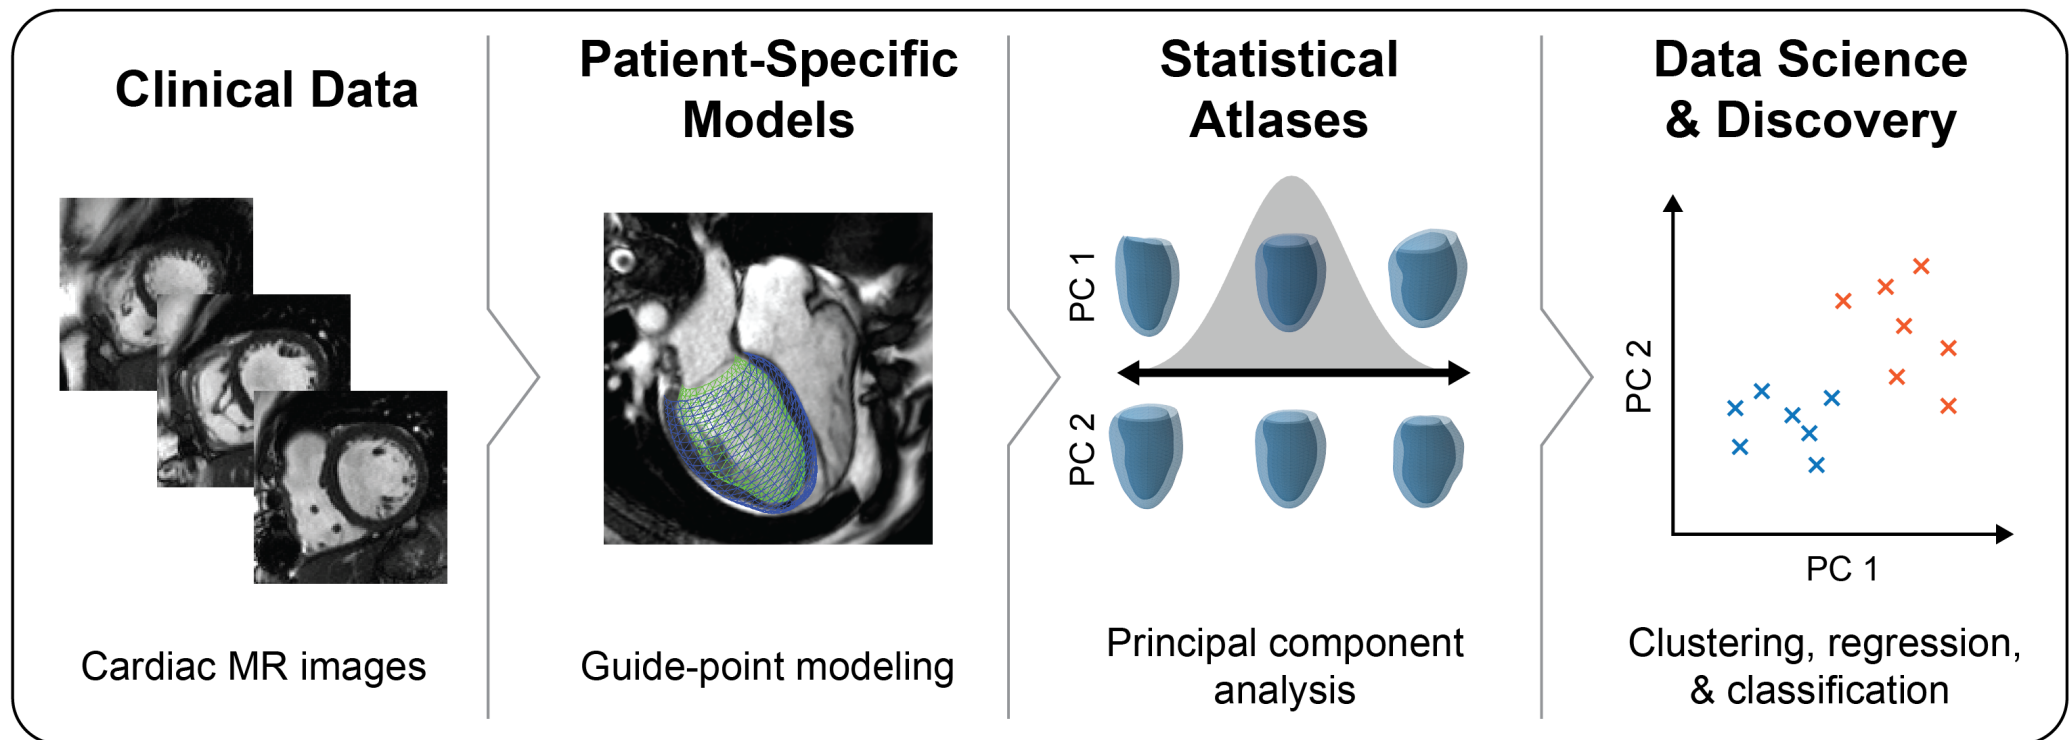 Clinical Data
Cardiac MR images
Patient-Specific
Models
Guide-point modeling
Statistical
Atlases
PC 1
PC 2
Principal component
analysis
Data Science
& Discovery
PC 2
PC 1
Clustering, regression,
& classification